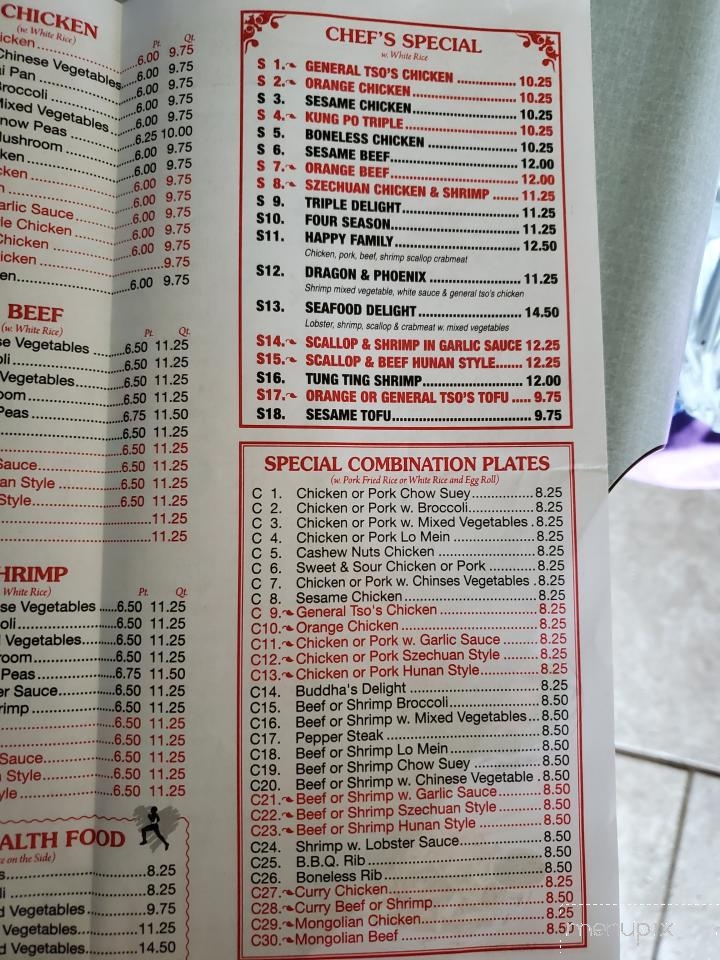 CHICKEN
(w. White Rice)
Pt. Qt.
icken 6.00 9.75
Chinese Vegetables 6.00 9.75
ai Pan 6.00 9.75
Broccoli 6.00 9.75
Mixed Vegetables 6.00 9.75
now Peas 6.25 10.00
Mushroom 6.00 9.75
ken 6.00 9.75
cken 6.00 9.75
n 6.00 9.75
arlic Sauce 6.00 9.75
le Chicken 6.00 9.75
Chicken 6.00 9.75
icken 9.75
en 6.00 9.75
BEEF
(w. White Rice)
Pt. Qt.
se Vegetables 6.50 11.25
oli 6.50 11.25
Vegetables 6.50 11.25
oom 6.50 11.25
Peas 6.75 11.50
6.50 11.25
6.50 11.25
Sauce 6.50 11.25
an Style 6.50 11.25
Style 6.50 11.25
11.25
11.25
HRIMP
White Rice)
Pt. Qt.
se Vegetables 6.50 11.25
oli 6.50 11.25
l Vegetables 6.50 11.25
room 6.50 11.25
Peas 6.75 11.50
er Sauce 6.50 11.25
rimp 6.50 11.25
6.50 11.25
6.50 11.25
Sauce 6.50 11.25
n Style 6.50 11.25
yle 6.50 11.25
ALTH FOOD
ce on the Side)
s 8.25
li 8.25
d Vegetables 9.75
Vegetables 11.25
d Vegetables 14.50
CHEF'S SPECIAL
w. White Rice
S 1. GENERAL TSO'S CHICKEN 10.25
S 2. ORANGE CHICKEN 10.25
S 3. SESAME CHICKEN 10.25
S 4. KUNG PO TRIPLE 10.25
S 5. BONELESS CHICKEN 10.25
S 6. SESAME BEEF 12.00
S 7. ORANGE BEEF 12.00
S 8. SZECHUAN CHICKEN & SHRIMP 11.25
S 9. TRIPLE DELIGHT 11.25
S10. FOUR SEASON 11.25
S11. HAPPY FAMILY 12.50
Chicken, pork, beef, shrimp scallop crabmeat
S12. DRAGON & PHOENIX 11.25
Shrimp mixed vegetable, white sauce & general tso's chicken
S13. SEAFOOD DELIGHT 14.50
Lobster, shrimp, scallop & crabmeat w. mixed vegetables
S14. SCALLOP & SHRIMP IN GARLIC SAUCE 12.25
S15. SCALLOP & BEEF HUNAN STYLE 12.25
S16. TUNG TING SHRIMP 12.00
S17. ORANGE OR GENERAL TSO'S TOFU 9.75
S18. SESAME TOFU 9.75
SPECIAL COMBINATION PLATES
(w. Pork Fried Rice or White Rice and Egg Roll)
C 1. Chicken or Pork Chow Suey 8.25
C 2. Chicken or Pork w. Broccoli 8.25
C 3. Chicken or Pork w. Mixed Vegetables 8.25
C 4. Chicken or Pork Lo Mein 8.25
C 5. Cashew Nuts Chicken 8.25
C 6. Sweet & Sour Chicken or Pork 8.25
C 7. Chicken or Pork w. Chinses Vegetables 8.25
C 8. Sesame Chicken 8.25
C 9. General Tso's Chicken 8.25
C10. Orange Chicken 8.25
C11. Chicken or Pork w. Garlic Sauce 8.25
C12. Chicken or Pork Szechuan Style 8.25
C13. Chicken or Pork Hunan Style 8.25
C14. Buddha's Delight 8.25
C15. Beef or Shrimp Broccoli 8.50
C16. Beef or Shrimp w. Mixed Vegetables 8.50
C17. Pepper Steak 8.50
C18. Beef or Shrimp Lo Mein 8.50
C19. Beef or Shrimp Chow Suey 8.50
C20. Beef or Shrimp w. Chinese Vegetable 8.50
C21. Beef or Shrimp w. Garlic Sauce 8.50
C22. Beef or Shrimp Szechuan Style 8.50
C23. Beef or Shrimp Hunan Style 8.50
C24. Shrimp w. Lobster Sauce 8.50
C25. B.B.Q. Rib 8.50
C26. Boneless Rib 8.50
C27. Curry Chicken 8.25
C28. Curry Beef or Shrimp 8.50
C29. Mongolian Chicken 8.25
C30. Mongolian Beef 8.50
menupix